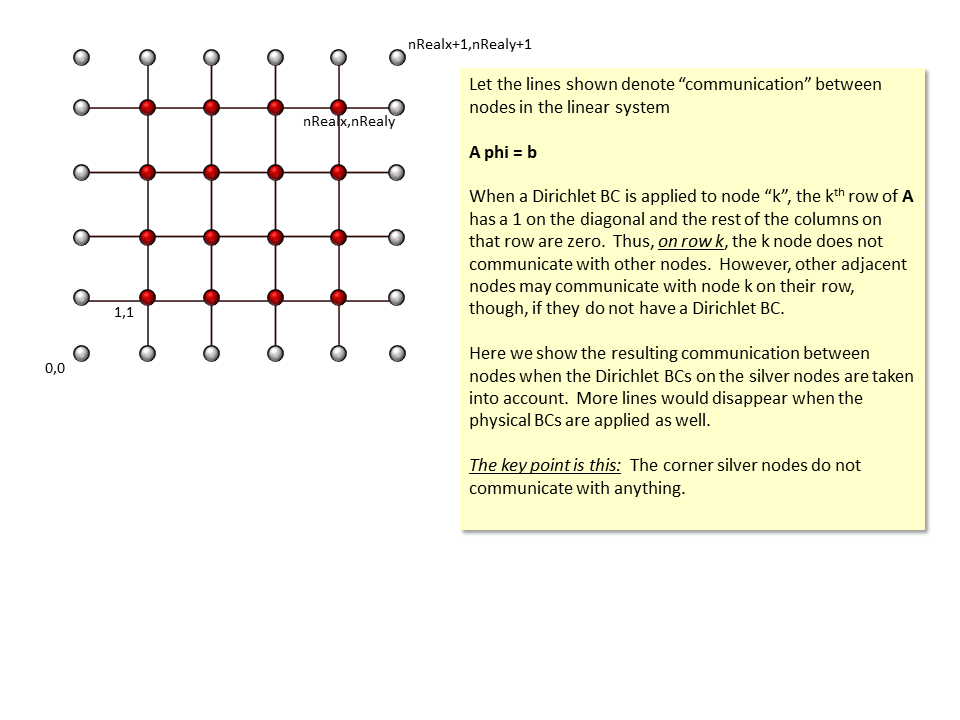 nRealx+1,nRealy+1
nRealx,nRealy
1,1
0,0
Let the lines shown denote “communication” between
nodes in the linear system
A phi = b
When a Dirichlet BC is applied to node “k”, the kth row of A
has a 1 on the diagonal and the rest of the columns on
that row are zero.  Thus, on row k, the k node does not
communicate with other nodes.  However, other adjacent
nodes may communicate with node k on their row,
though, if they do not have a Dirichlet BC.
Here we show the resulting communication between
nodes when the Dirichlet BCs on the silver nodes are taken
into account.  More lines would disappear when the
physical BCs are applied as well.
The key point is this:  The corner silver nodes do not
communicate with anything.